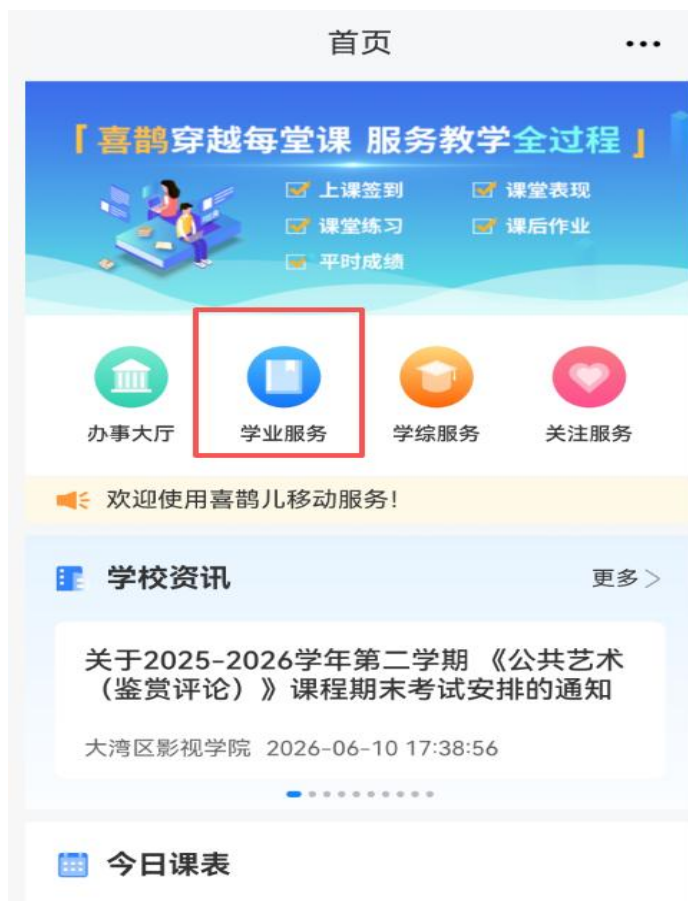 首页
「喜鹊穿越每堂课 服务教学全过程」
上课签到 课堂表现
课堂练习 课后作业
平时成绩
办事大厅 学业服务 学综服务 关注服务
欢迎使用喜鹊儿移动服务!
学校资讯 更多
关于2025-2026学年第二学期《公共艺术
（鉴赏评论）》课程期末考试安排的通知
大湾区影视学院 2026-06-10 17:38:56
今日课表